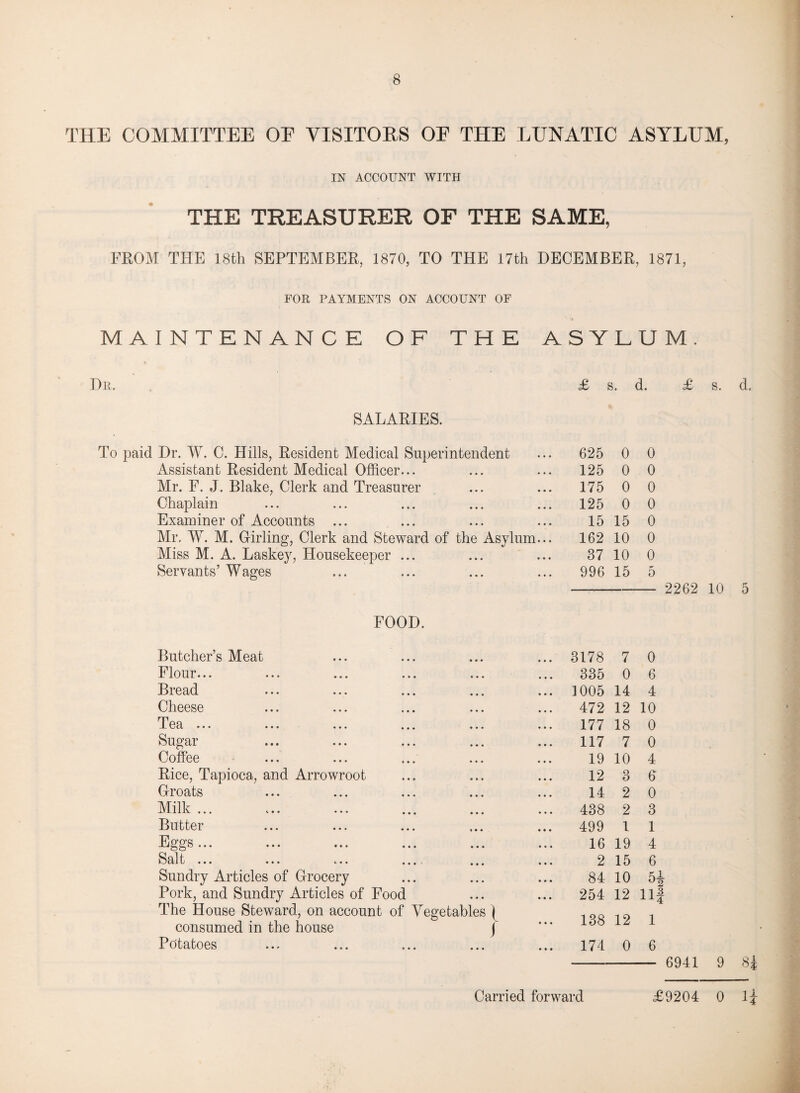 8
THE COMMITTEE OF VISITORS OF THE LUNATIC ASYLUM,
IN ACCOUNT WITH
THE TREASURER OF THE SAME,
FROM THE 18th SEPTEMBER, 1870, TO THE 17th DECEMBER, 1871,
FOR PAYMENTS ON ACCOUNT OF
MAINTENANCE OF THE ASYLUM.
Dr. £ s. d. £ s. d.
SALARIES.
To paid Dr. W. C. Hills, Resident Medical Superintendent ... 625 0 0
Assistant Resident Medical Officer... ... ... 125 0 0
Mr. F. J. Blake, Clerk and Treasurer ... ... 175 0 0
Chaplain ... ... ... ... ... 125 0 0
Examiner of Accounts ... ... ... ... 15 15 0
Mr. W. M. Girling, Clerk and Steward of the Asylum... 162 10 0
Miss M. A. Laskey, Housekeeper ... ... ... 37 10 0
Servants' Wages ... ... ... ... 996 15 5
2262 10 5
FOOD.
Butcher's Meat ... ... ... ... 3178 7 0
Flour... ... ... ... ... ... 335 0 6
Bread ... ... ... ... ... 1005 14 4
Cheese ... ... ... ... ... 472 12 10
Tea ... ... ... ... ... ... 177 18 0
Sugar ... ... ... ... ... 117 7 0
Coffee ... ... ... ... ... 19 10 4
Rice, Tapioca, and Arrowroot ... ... ... 12 3 6
Groats ... ... ... ... ... 14 2 0
Milk ... ... ... ... ... ... 438 2 3
Butter ... ... ... ... ... 499 1 1
Eggs ... ... ... ... ... ... 16 19 4
Salt ... ... ... ... ... ... 2 15 6
Sundry Articles of Grocery ... ... ... 84 10 5½
Pork, and Sundry Articles of Food ... ... 254 12 11¾
The House Steward, on account of Vegetables }
consumed in the house } ... 138 12 1
Potatoes ... ... ... ... ... 174 0 6
6941 9 8¼
Carried forward £9204 0 1¼